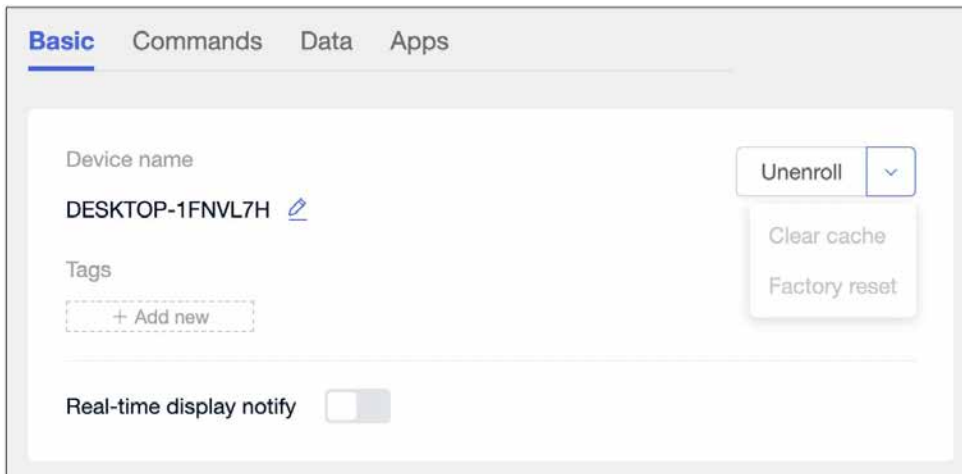 Basic Commands Data Apps
Device name
Unenroll
DESKTOP-1FNVL7H
Clear cache
Tags
Factory reset
+ Add new
Real-time display notify